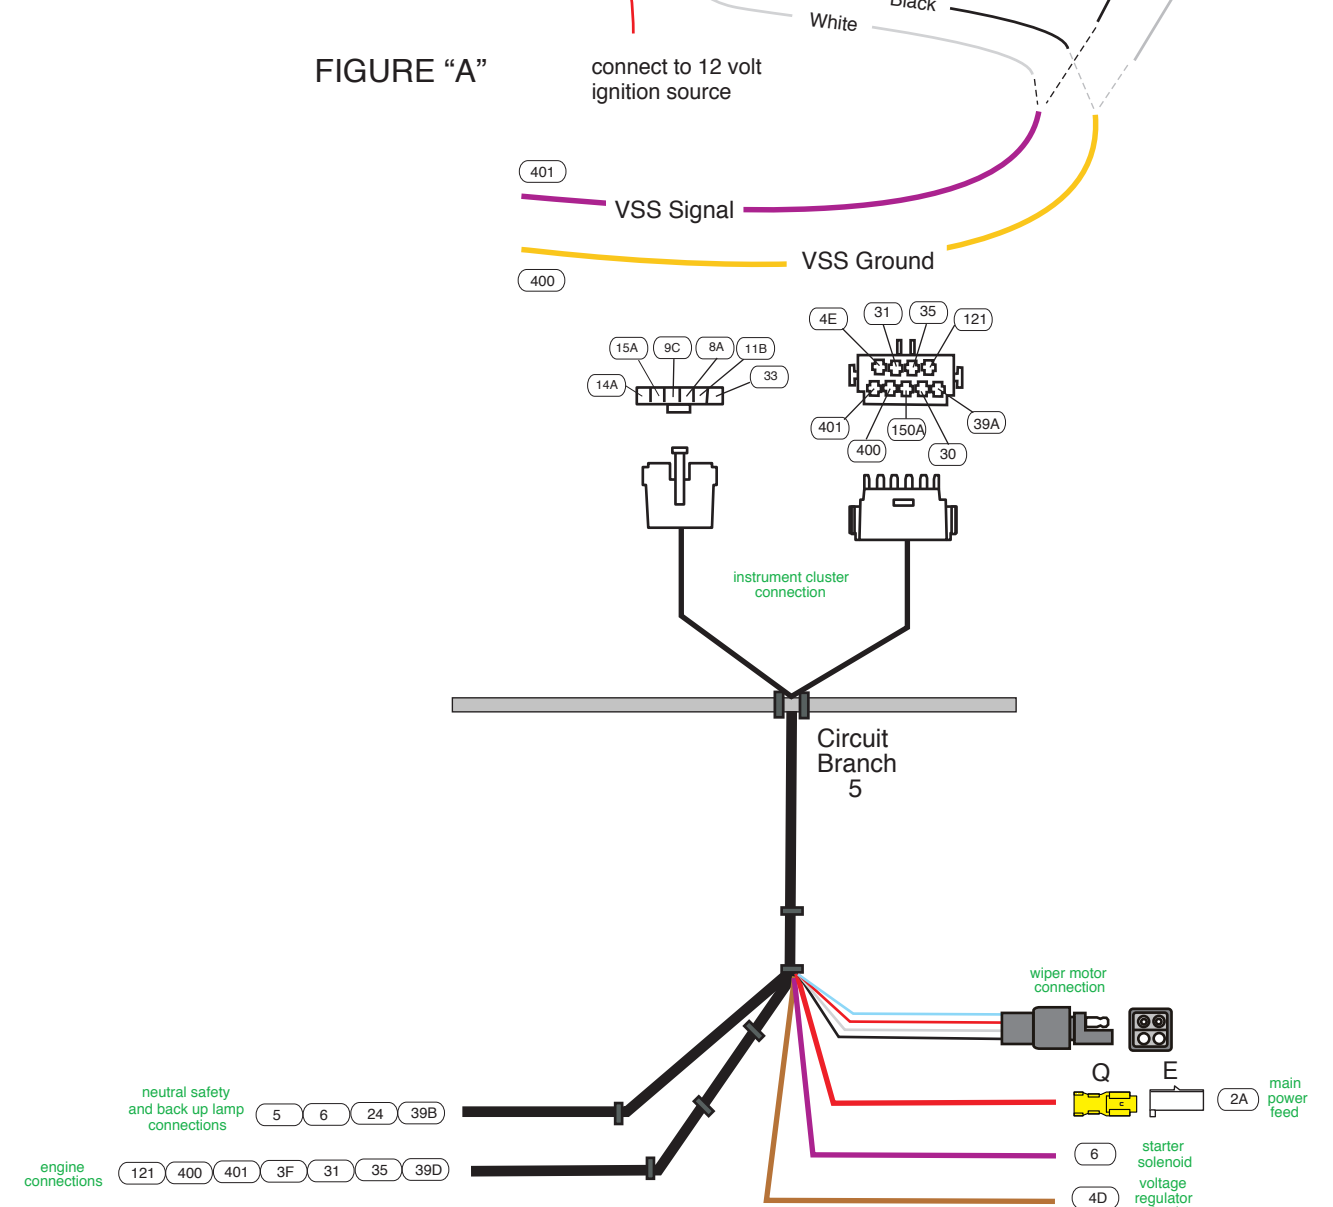 Black
White
FIGURE “A”
connect to 12 volt
ignition source
401
VSS Signal
VSS Ground
400
4E
31
35
121
15A
9C
8A
11B
14A
33
401
400
150A
30
39A
instrument cluster
connection
Circuit
Branch
5
wiper motor
connection
Q
E
C
2A
main
power
feed
neutral safety
and back up lamp
connections
5
6
24
39B
6
starter
solenoid
engine
connections
121
400
401
3F
31
35
39D
4D
voltage
regulator